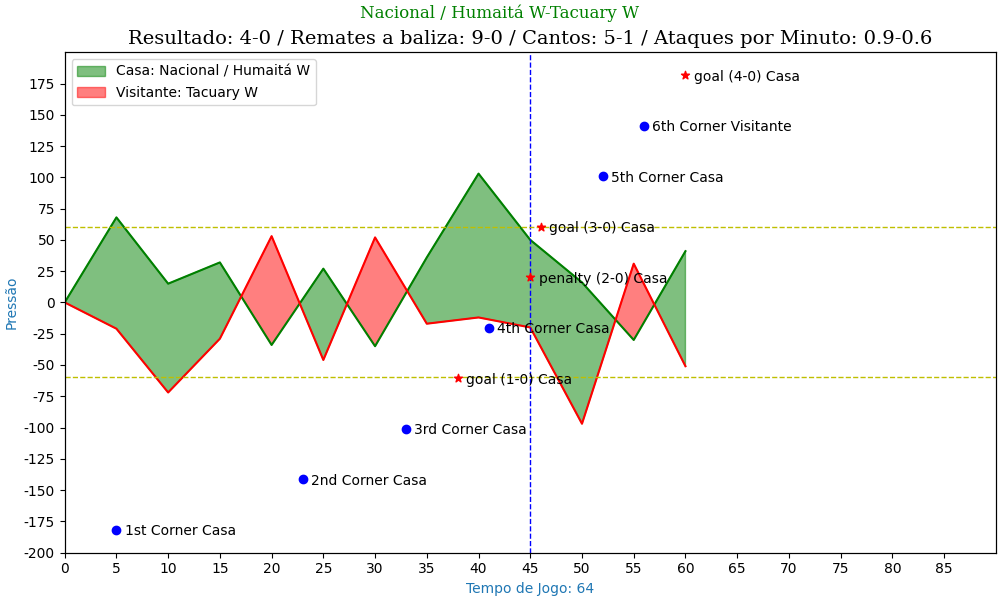 Nacional / Humaitá W-Tacuary W
Resultado: 4-0 / Remates a baliza: 9-0 / Cantos: 5-1 / Ataques por Minuto: 0.9-0.6
Casa: Nacional / Humaitá W
Visitante: Tacuary W
goal (4-0) Casa
6th Corner Visitante
5th Corner Casa
goal (3-0) Casa
penalty (2-0) Casa
4th Corner Casa
goal (1-0) Casa
3rd Corner Casa
2nd Corner Casa
1st Corner Casa
Pressão
175
150
125
100
75
50
25
0
-25
-50
-75
-100
-125
-150
-175
-200
0 5 10 15 20 25 30 35 40 45 50 55 60 65 70 75 80 85
Tempo de Jogo: 64